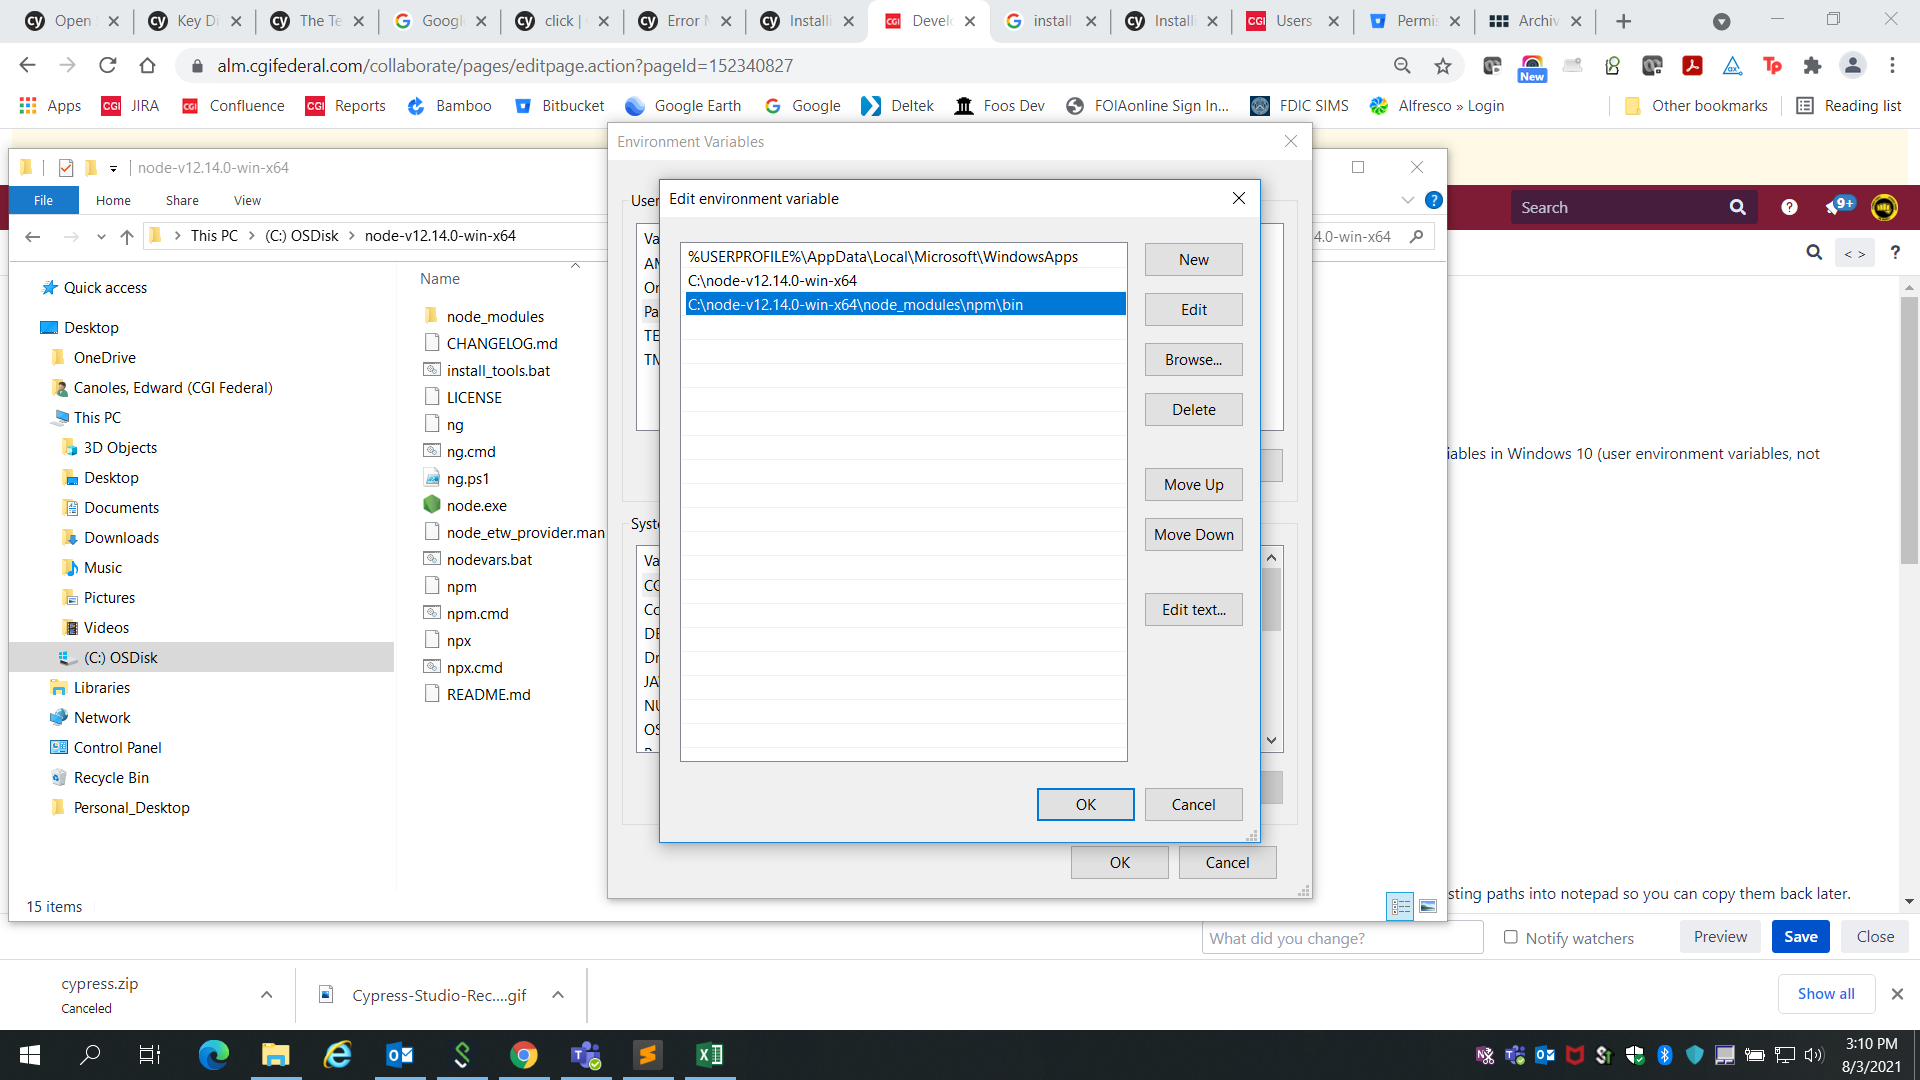 Open
Key Di
The Te
Googl
click |
Error M
Installi
Develo
install
Installi
Users
Permis
Archiv
alm.cgifederal.com/collaborate/pages/editpage.action?pageId=152340827
New
Apps
JIRA
Confluence
Reports
Bamboo
Bitbucket
Google Earth
Google
Deltek
Foos Dev
FOIAonline Sign In...
FDIC SIMS
Alfresco » Login
Other bookmarks
Reading list
node-v12.14.0-win-x64
File
Home
Share
View
This PC
(C:) OSDisk
node-v12.14.0-win-x64
4.0-win-x64
Search
9+
Quick access
Desktop
OneDrive
Canoles, Edward (CGI Federal)
This PC
3D Objects
Desktop
Documents
Downloads
Music
Pictures
Videos
(C:) OSDisk
Libraries
Network
Control Panel
Recycle Bin
Personal_Desktop
15 items
Name
node_modules
CHANGELOG.md
install_tools.bat
LICENSE
ng
ng.cmd
ng.ps1
node.exe
node_etw_provider.man
nodevars.bat
npm
npm.cmd
npx
npx.cmd
README.md
Environment Variables
User
Va
AM
On
Pa
TE
TM
Syste
Va
CG
Co
DE
Dr
JA
NU
OS
OK
Cancel
Edit environment variable
%USERPROFILE%\AppData\Local\Microsoft\WindowsApps
C:\node-v12.14.0-win-x64
C:\node-v12.14.0-win-x64\node_modules\npm\bin
New
Edit
Browse...
Delete
Move Up
Move Down
Edit text...
OK
Cancel
iables in Windows 10 (user environment variables, not
sting paths into notepad so you can copy them back later.
What did you change?
Notify watchers
Preview
Save
Close
cypress.zip
Canceled
Cypress-Studio-Rec....gif
Show all
3:10 PM
8/3/2021